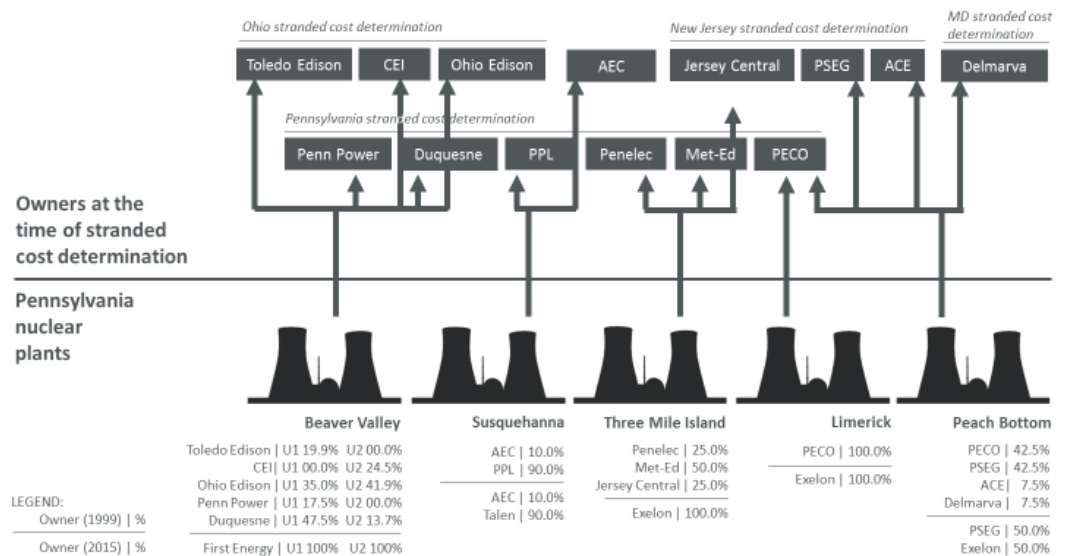 Ohio stranded cost determination
New Jersey stranded cost determination
MD stranded cost
determination
Toledo Edison
CEI
Ohio Edison
AEC
Jersey Central
PSEG
ACE
Delmarva
Pennsylvania stranded cost determination
Penn Power
Duquesne
PPL
Penelec
Met-Ed
PECO
Owners at the
time of stranded
cost determination
Pennsylvania
nuclear
plants
Beaver Valley
Toledo Edison | U1 19.9% U2 00.0%
CEI| U1 00.0% U2 24.5%
Ohio Edison | U1 35.0% U2 41.9%
Penn Power | U1 17.5% U2 00.0%
Duquesne | U1 47.5% U2 13.7%
First Energy | U1 100% U2 100%
Susquehanna
AEC | 10.0%
PPL | 90.0%
AEC | 10.0%
Talen | 90.0%
Three Mile Island
Penelec | 25.0%
Met-Ed | 50.0%
Jersey Central | 25.0%
Exelon | 100.0%
Limerick
PECO | 100.0%
Exelon | 100.0%
Peach Bottom
PECO | 42.5%
PSEG | 42.5%
ACE| 7.5%
Delmarva | 7.5%
PSEG | 50.0%
Exelon | 50.0%
LEGEND:
Owner (1999) | %
Owner (2015) | %